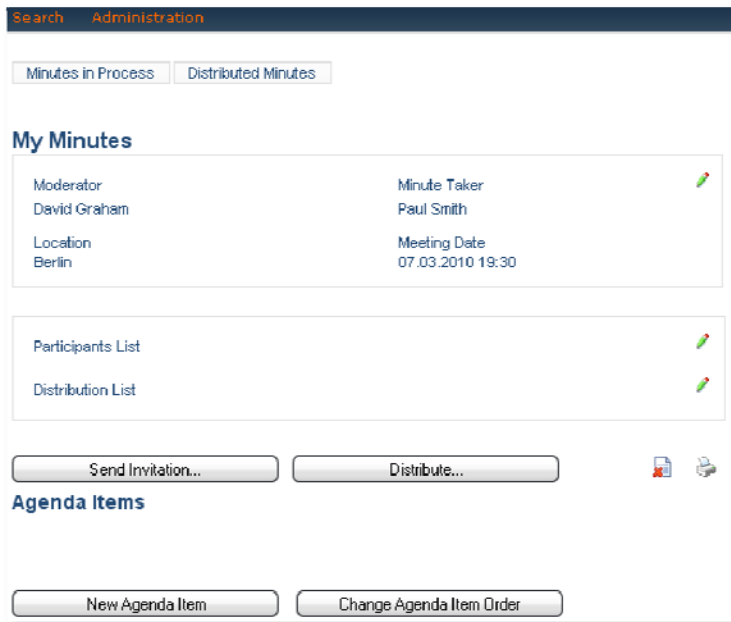 Search Administration
Minutes in Process Distributed Minutes
My Minutes
Moderator Minute Taker
David Graham Paul Smith
Location Meeting Date
Berlin 07.03.2010 19:30
Participants List
Distribution List
Send Invitation... Distribute...
Agenda Items
New Agenda Item Change Agenda Item Order